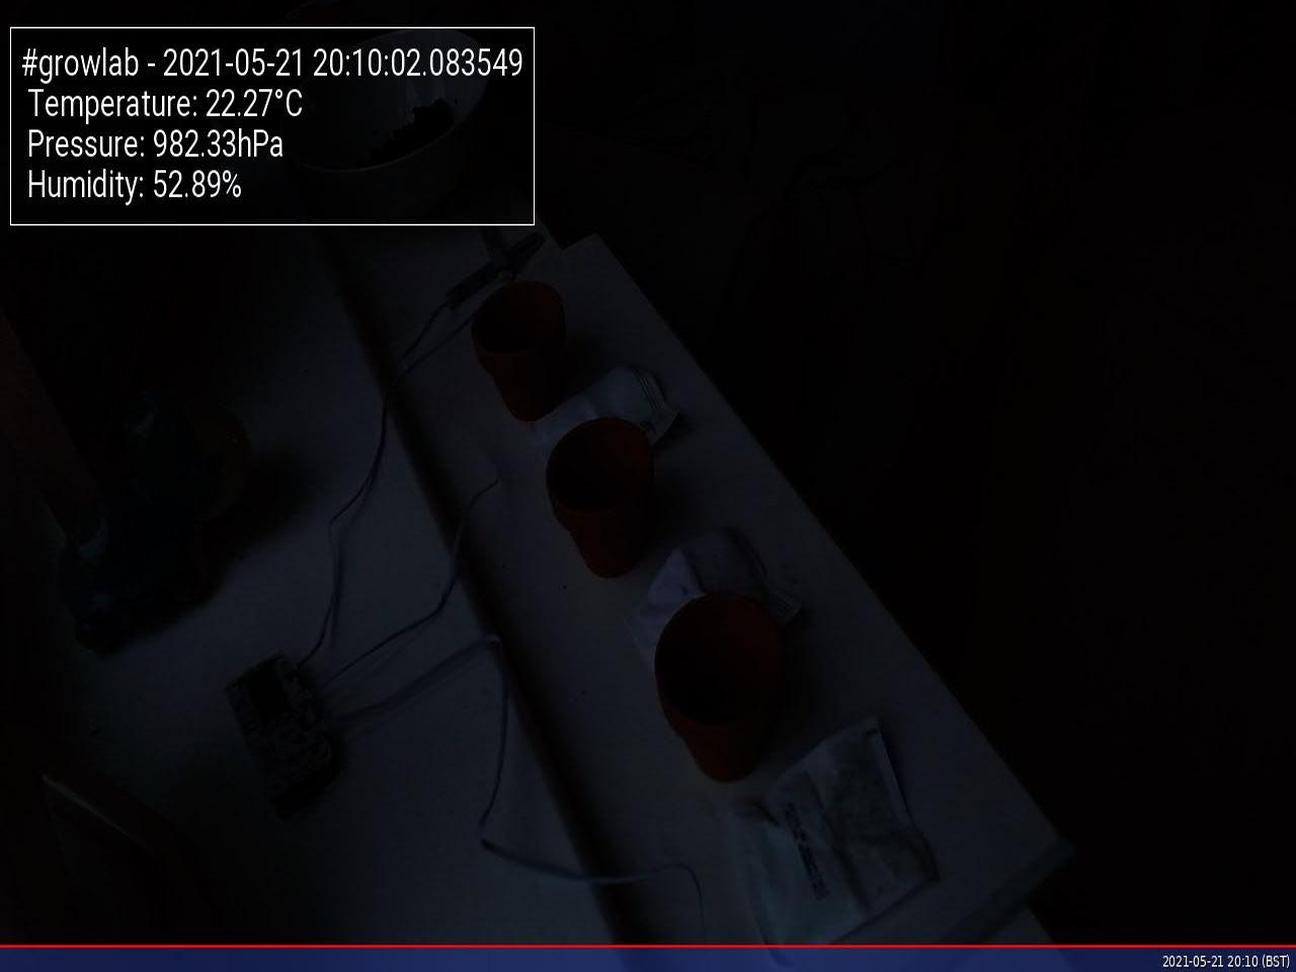 #growlab - 2021-05-21 20:10:02.083549
Temperature: 22.27°C
Pressure: 982.33hPa
Humidity: 52.89%
2021-05-21 20:10 (BST)